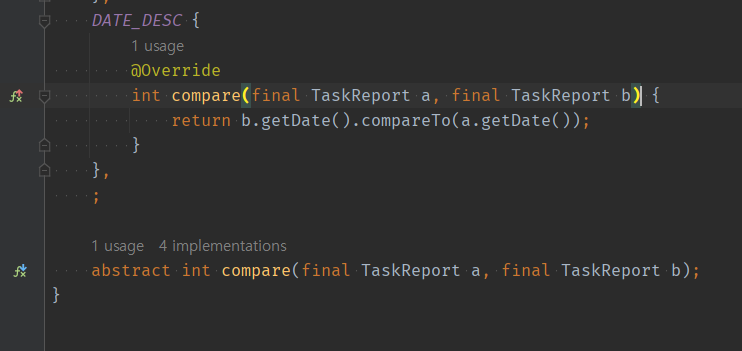 },
DATE_DESC {
1 usage
@Override
int compare(final TaskReport a, final TaskReport b) {
return b.getDate().compareTo(a.getDate());
}
},
;
1 usage 4 implementations
abstract int compare(final TaskReport a, final TaskReport b);
}